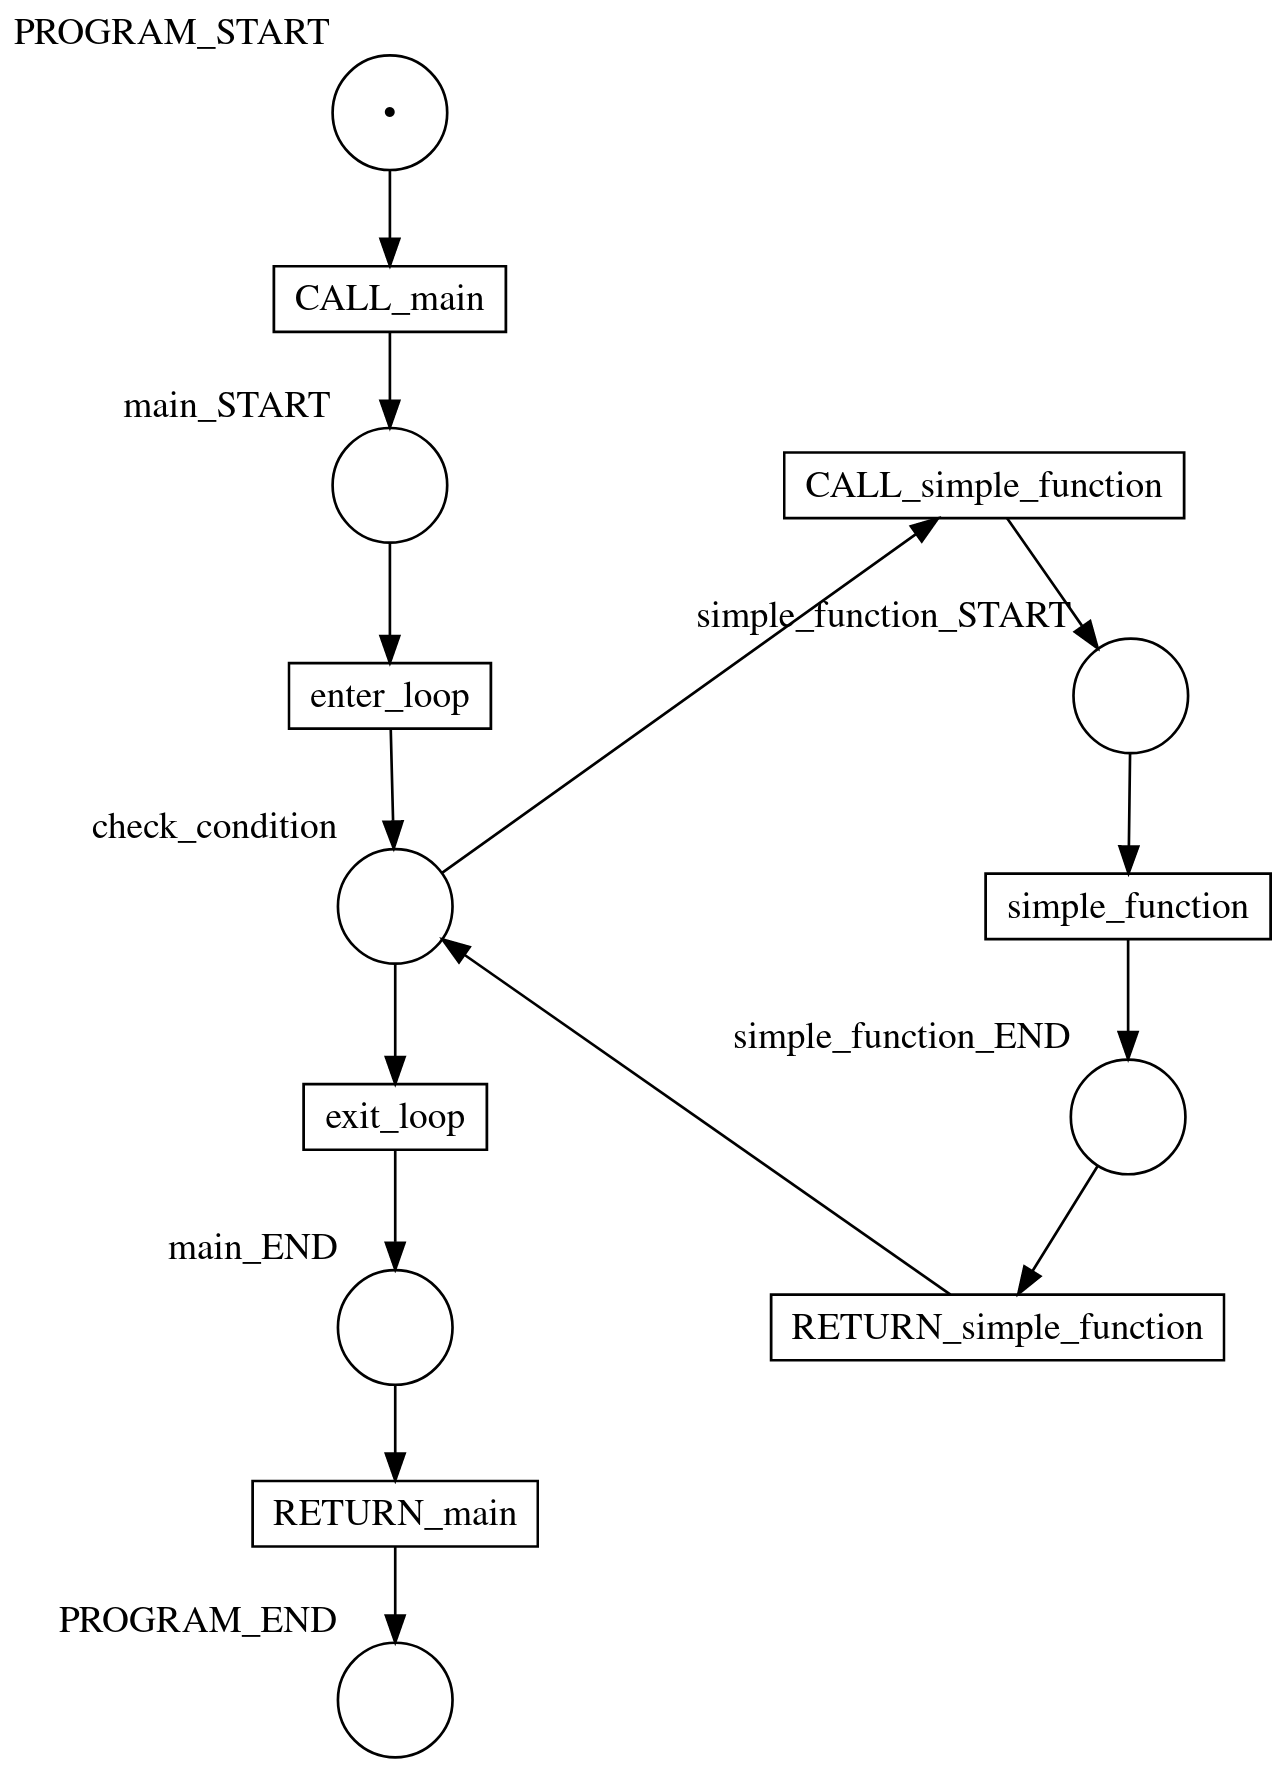 PROGRAM_START
CALL_main
main_START
CALL_simple_function
simple_function_START
enter_loop
check_condition
simple_function
simple_function_END
exit_loop
main_END
RETURN_simple_function
RETURN_main
PROGRAM_END